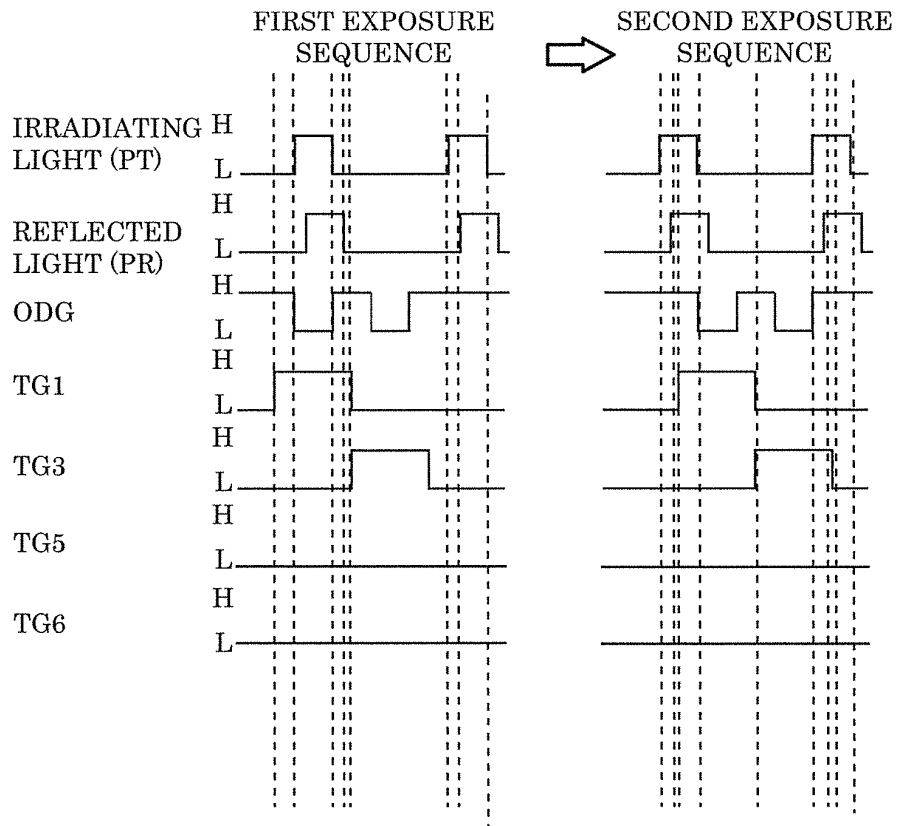 FIRST EXPOSURE
SEQUENCE
SECOND EXPOSURE
SEQUENCE
IRRADIATING
LIGHT (PT)
H
L
REFLECTED
LIGHT (PR)
H
L
ODG
H
L
TG1
H
L
TG3
H
L
TG5
H
L
TG6
H
L